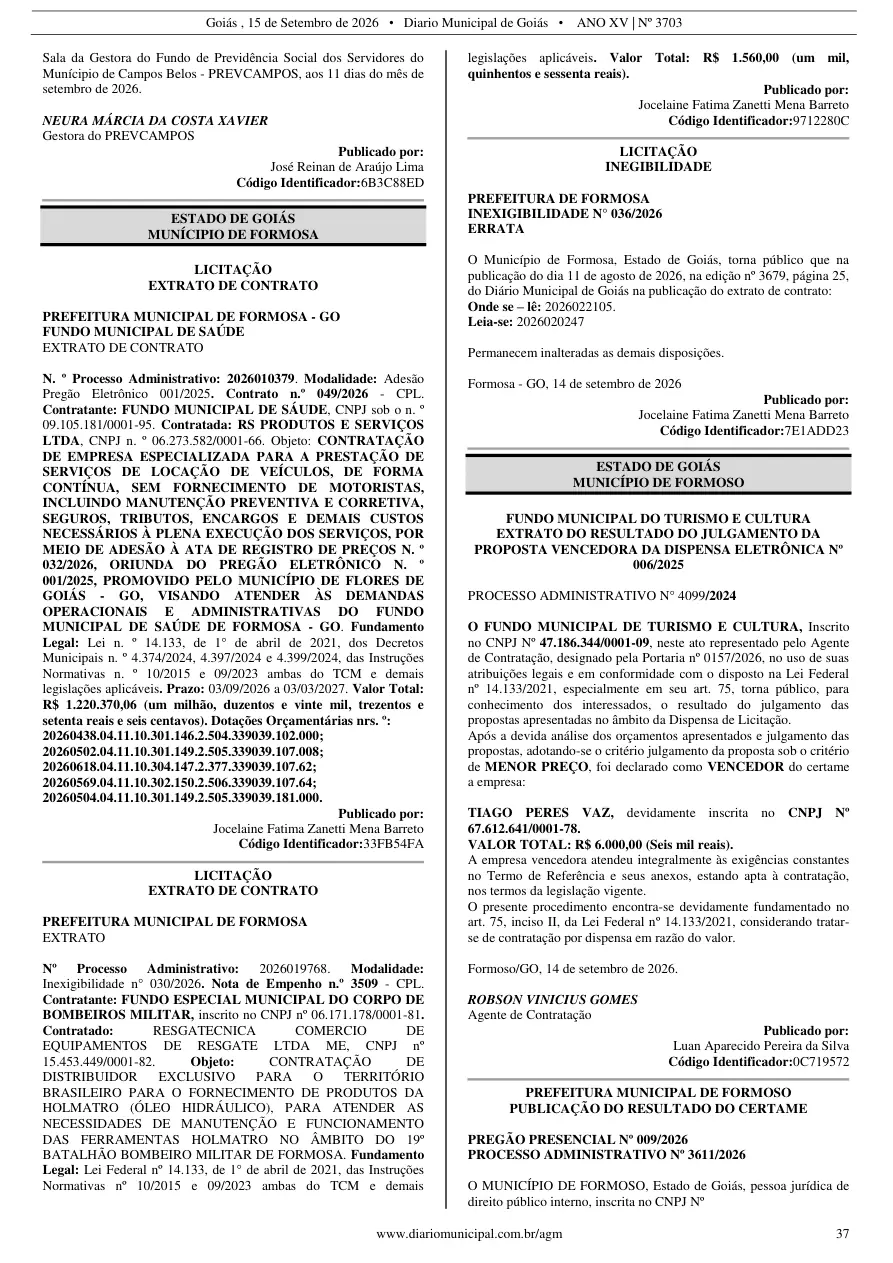 Goiás , 15 de Setembro de 2026 • Diario Municipal de Goiás • ANO XV | Nº 3703
Sala da Gestora do Fundo de Previdência Social dos Servidores do
Munícipio de Campos Belos - PREVCAMPOS, aos 11 dias do mês de
setembro de 2026.
NEURA MÁRCIA DA COSTA XAVIER
Gestora do PREVCAMPOS
Publicado por:
José Reinan de Araújo Lima
Código Identificador:6B3C88ED
ESTADO DE GOIÁS
MUNÍCIPIO DE FORMOSA
LICITAÇÃO
EXTRATO DE CONTRATO
PREFEITURA MUNICIPAL DE FORMOSA - GO
FUNDO MUNICIPAL DE SAÚDE
EXTRATO DE CONTRATO
N. º Processo Administrativo: 2026010379. Modalidade: Adesão
Pregão Eletrônico 001/2025. Contrato n.º 049/2026 - CPL.
Contratante: FUNDO MUNICIPAL DE SÁUDE, CNPJ sob o n. º
09.105.181/0001-95. Contratada: RS PRODUTOS E SERVIÇOS
LTDA, CNPJ n. º 06.273.582/0001-66. Objeto: CONTRATAÇÃO
DE EMPRESA ESPECIALIZADA PARA A PRESTAÇÃO DE
SERVIÇOS DE LOCAÇÃO DE VEÍCULOS, DE FORMA
CONTÍNUA, SEM FORNECIMENTO DE MOTORISTAS,
INCLUINDO MANUTENÇÃO PREVENTIVA E CORRETIVA,
SEGUROS, TRIBUTOS, ENCARGOS E DEMAIS CUSTOS
NECESSÁRIOS À PLENA EXECUÇÃO DOS SERVIÇOS, POR
MEIO DE ADESÃO À ATA DE REGISTRO DE PREÇOS N. º
032/2026, ORIUNDA DO PREGÃO ELETRÔNICO N. º
001/2025, PROMOVIDO PELO MUNICÍPIO DE FLORES DE
GOIÁS - GO, VISANDO ATENDER ÀS DEMANDAS
OPERACIONAIS E ADMINISTRATIVAS DO FUNDO
MUNICIPAL DE SAÚDE DE FORMOSA - GO. Fundamento
Legal: Lei n. º 14.133, de 1° de abril de 2021, dos Decretos
Municipais n. º 4.374/2024, 4.397/2024 e 4.399/2024, das Instruções
Normativas n. º 10/2015 e 09/2023 ambas do TCM e demais
legislações aplicáveis. Prazo: 03/09/2026 a 03/03/2027. Valor Total:
R$ 1.220.370,06 (um milhão, duzentos e vinte mil, trezentos e
setenta reais e seis centavos). Dotações Orçamentárias nrs. º:
20260438.04.11.10.301.146.2.504.339039.102.000;
20260502.04.11.10.301.149.2.505.339039.107.008;
20260618.04.11.10.304.147.2.377.339039.107.62;
20260569.04.11.10.302.150.2.506.339039.107.64;
20260504.04.11.10.301.149.2.505.339039.181.000.
Publicado por:
Jocelaine Fatima Zanetti Mena Barreto
Código Identificador:33FB54FA
LICITAÇÃO
EXTRATO DE CONTRATO
PREFEITURA MUNICIPAL DE FORMOSA
EXTRATO
Nº Processo Administrativo: 2026019768. Modalidade:
Inexigibilidade n° 030/2026. Nota de Empenho n.º 3509 - CPL.
Contratante: FUNDO ESPECIAL MUNICIPAL DO CORPO DE
BOMBEIROS MILITAR, inscrito no CNPJ nº 06.171.178/0001-81.
Contratado: RESGATECNICA COMERCIO DE
EQUIPAMENTOS DE RESGATE LTDA ME, CNPJ nº
15.453.449/0001-82. Objeto: CONTRATAÇÃO DE
DISTRIBUIDOR EXCLUSIVO PARA O TERRITÓRIO
BRASILEIRO PARA O FORNECIMENTO DE PRODUTOS DA
HOLMATRO (ÓLEO HIDRÁULICO), PARA ATENDER AS
NECESSIDADES DE MANUTENÇÃO E FUNCIONAMENTO
DAS FERRAMENTAS HOLMATRO NO ÂMBITO DO 19º
BATALHÃO BOMBEIRO MILITAR DE FORMOSA. Fundamento
Legal: Lei Federal nº 14.133, de 1° de abril de 2021, das Instruções
Normativas nº 10/2015 e 09/2023 ambas do TCM e demais
legislações aplicáveis. Valor Total: R$ 1.560,00 (um mil,
quinhentos e sessenta reais).
Publicado por:
Jocelaine Fatima Zanetti Mena Barreto
Código Identificador:9712280C
LICITAÇÃO
INEGIBILIDADE
PREFEITURA DE FORMOSA
INEXIGIBILIDADE N° 036/2026
ERRATA
O Município de Formosa, Estado de Goiás, torna público que na
publicação do dia 11 de agosto de 2026, na edição nº 3679, página 25,
do Diário Municipal de Goiás na publicação do extrato de contrato:
Onde se – lê: 2026022105.
Leia-se: 2026020247
Permanecem inalteradas as demais disposições.
Formosa - GO, 14 de setembro de 2026
Publicado por:
Jocelaine Fatima Zanetti Mena Barreto
Código Identificador:7E1ADD23
ESTADO DE GOIÁS
MUNICÍPIO DE FORMOSO
FUNDO MUNICIPAL DO TURISMO E CULTURA
EXTRATO DO RESULTADO DO JULGAMENTO DA
PROPOSTA VENCEDORA DA DISPENSA ELETRÔNICA Nº
006/2025
PROCESSO ADMINISTRATIVO N° 4099/2024
O FUNDO MUNICIPAL DE TURISMO E CULTURA, Inscrito
no CNPJ Nº 47.186.344/0001-09, neste ato representado pelo Agente
de Contratação, designado pela Portaria nº 0157/2026, no uso de suas
atribuições legais e em conformidade com o disposto na Lei Federal
nº 14.133/2021, especialmente em seu art. 75, torna público, para
conhecimento dos interessados, o resultado do julgamento das
propostas apresentadas no âmbito da Dispensa de Licitação.
Após a devida análise dos orçamentos apresentados e julgamento das
propostas, adotando-se o critério julgamento da proposta sob o critério
de MENOR PREÇO, foi declarado como VENCEDOR do certame
a empresa:
TIAGO PERES VAZ, devidamente inscrita no CNPJ Nº
67.612.641/0001-78.
VALOR TOTAL: R$ 6.000,00 (Seis mil reais).
A empresa vencedora atendeu integralmente às exigências constantes
no Termo de Referência e seus anexos, estando apta à contratação,
nos termos da legislação vigente.
O presente procedimento encontra-se devidamente fundamentado no
art. 75, inciso II, da Lei Federal nº 14.133/2021, considerando tratar-
se de contratação por dispensa em razão do valor.
Formoso/GO, 14 de setembro de 2026.
ROBSON VINICIUS GOMES
Agente de Contratação
Publicado por:
Luan Aparecido Pereira da Silva
Código Identificador:0C719572
PREFEITURA MUNICIPAL DE FORMOSO
PUBLICAÇÃO DO RESULTADO DO CERTAME
PREGÃO PRESENCIAL Nº 009/2026
PROCESSO ADMINISTRATIVO Nº 3611/2026
O MUNICÍPIO DE FORMOSO, Estado de Goiás, pessoa jurídica de
direito público interno, inscrita no CNPJ Nº
www.diariomunicipal.com.br/agm 37